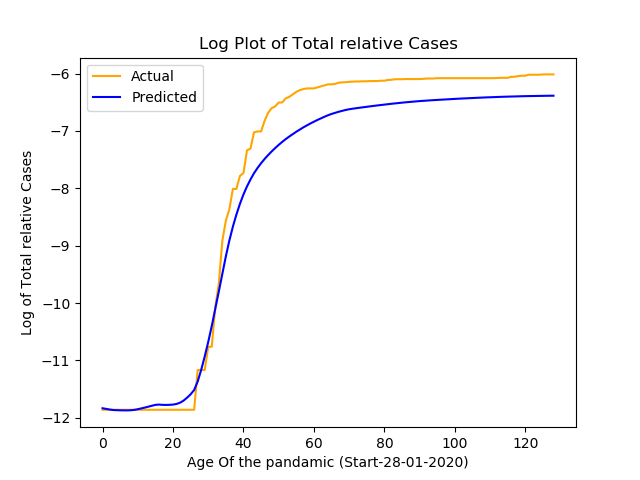 Log Plot of Total relative Cases
Actual
Predicted
Log of Total relative Cases
−6
−7
−8
−9
−10
−11
−12
0 20 40 60 80 100 120
Age Of the pandamic (Start-28-01-2020)